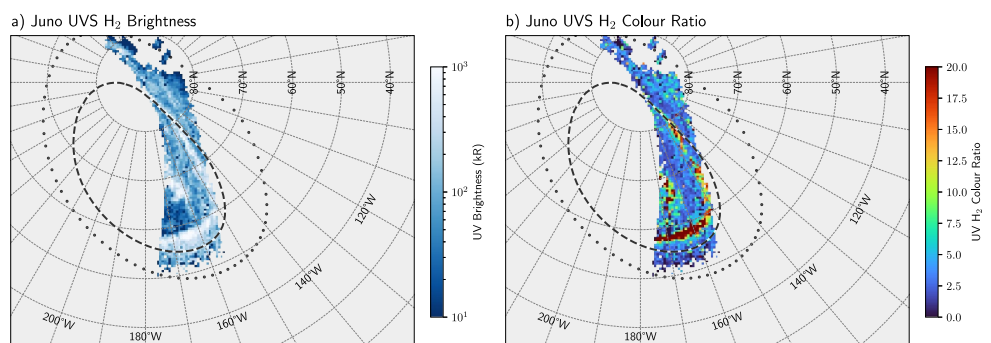 a) Juno UVS H₂ Brightness
80°N
70°N
60°N
50°N
40°N
120°W
140°W
160°W
180°W
200°W
10³
10²
10¹
UV Brightness (kR)
b) Juno UVS H₂ Colour Ratio
80°N
70°N
60°N
50°N
40°N
120°W
140°W
160°W
180°W
200°W
20.0
17.5
15.0
12.5
10.0
7.5
5.0
2.5
0.0
UV H₂ Colour Ratio